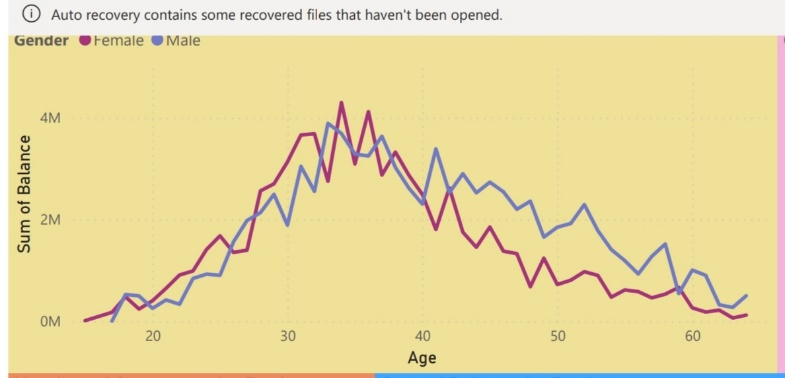 Auto recovery contains some recovered files that haven't been opened.
Gender Female Male
4M
2M
0M
Sum of Balance
20 30 40 50 60
Age